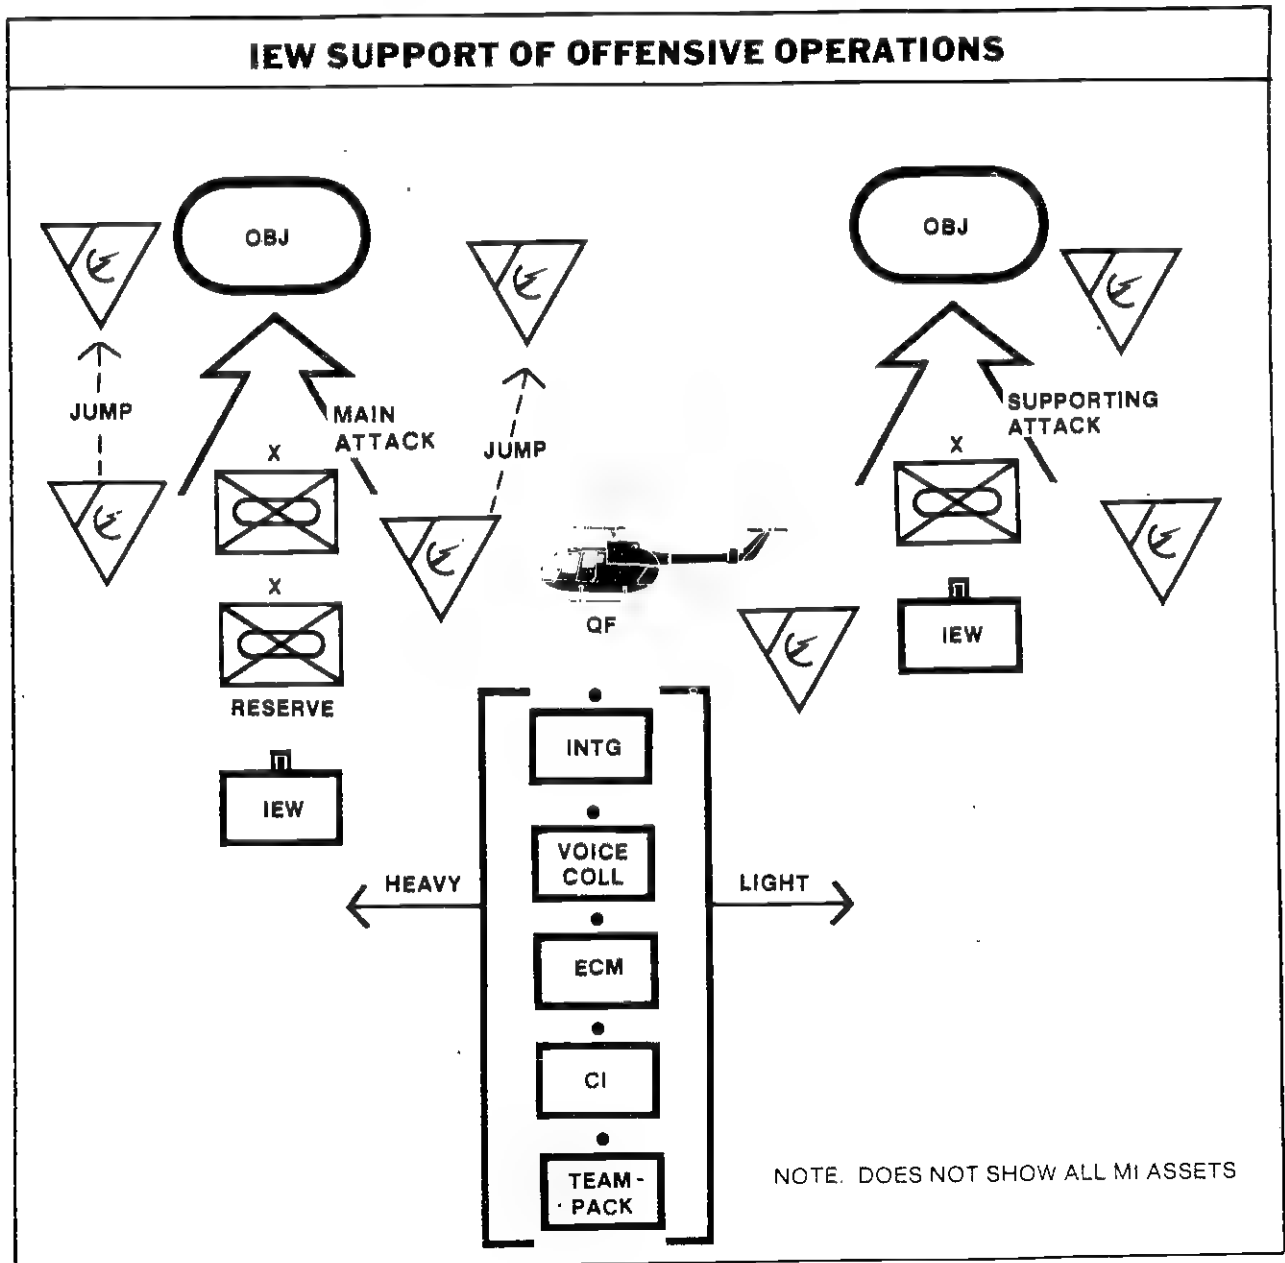 IEW SUPPORT OF OFFENSIVE OPERATIONS
OBJ
OBJ
JUMP
MAIN
ATTACK
JUMP
SUPPORTING
ATTACK
X
X
X
QF
IEW
RESERVE
INTG
IEW
VOICE
COLL
HEAVY
LIGHT
ECM
CI
TEAM-
PACK
NOTE. DOES NOT SHOW ALL MI ASSETS